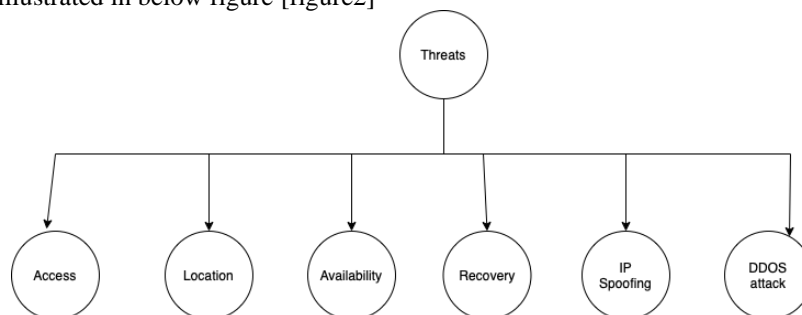 illustrated in below figure [figure2]
Threats
Access
Location
Availability
Recovery
IP
Spoofing
DDOS
attack